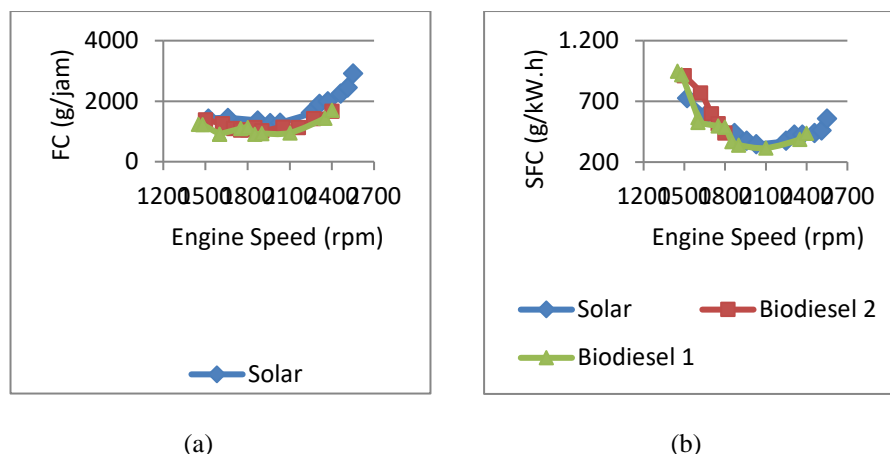 4000
2000
0
FC (g/jam)
1200 1500 1800 2100 2400 2700
Engine Speed (rpm)
Solar
(a)
1.200
700
200
SFC (g/kW.h)
1200 1500 1800 2100 2400 2700
Engine Speed (rpm)
Solar
Biodiesel 2
Biodiesel 1
(b)